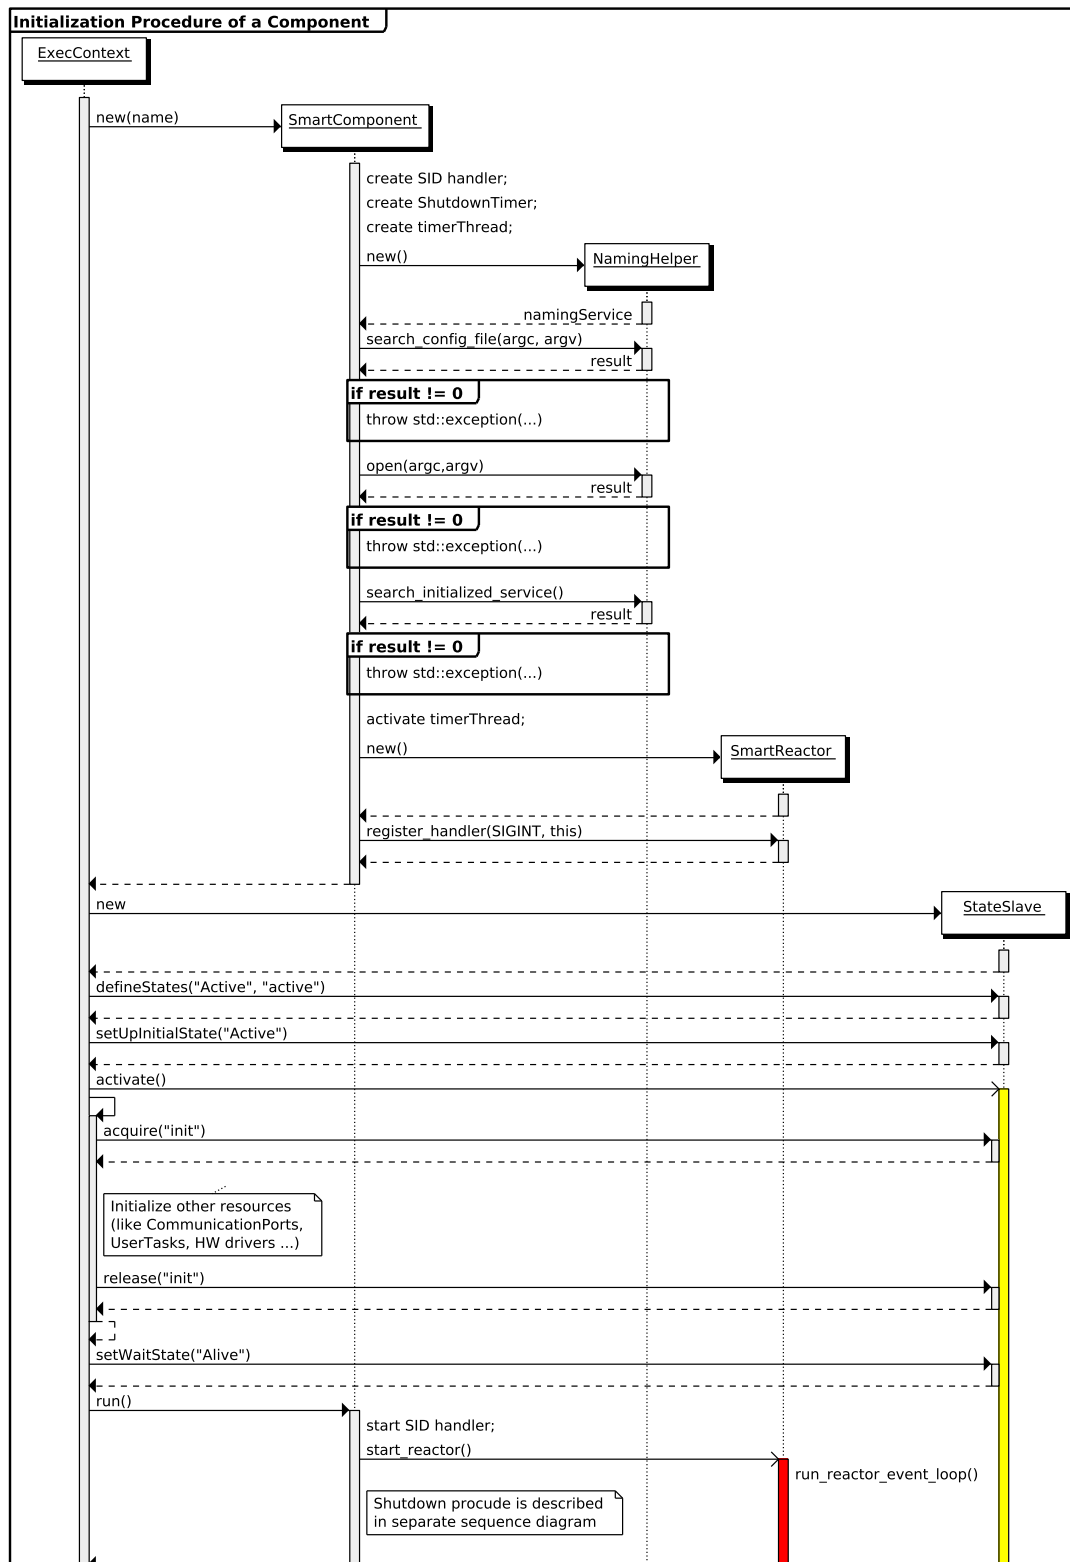 Initialization Procedure of a Component
ExecContext
new(name)
SmartComponent
create SID handler;
create ShutdownTimer;
create timerThread;
new()
NamingHelper
namingService
search_config_file(argc, argv)
result
if result != 0
throw std::exception(...)
open(argc,argv)
result
if result != 0
throw std::exception(...)
search_initialized_service()
result
if result != 0
throw std::exception(...)
activate timerThread;
new()
SmartReactor
register_handler(SIGINT, this)
new
StateSlave
defineStates("Active", "active")
setUpInitialState("Active")
activate()
acquire("init")
Initialize other resources
(like CommunicationPorts,
UserTasks, HW drivers ...)
release("init")
setWaitState("Alive")
run()
start SID handler;
start_reactor()
run_reactor_event_loop()
Shutdown procude is described
in separate sequence diagram